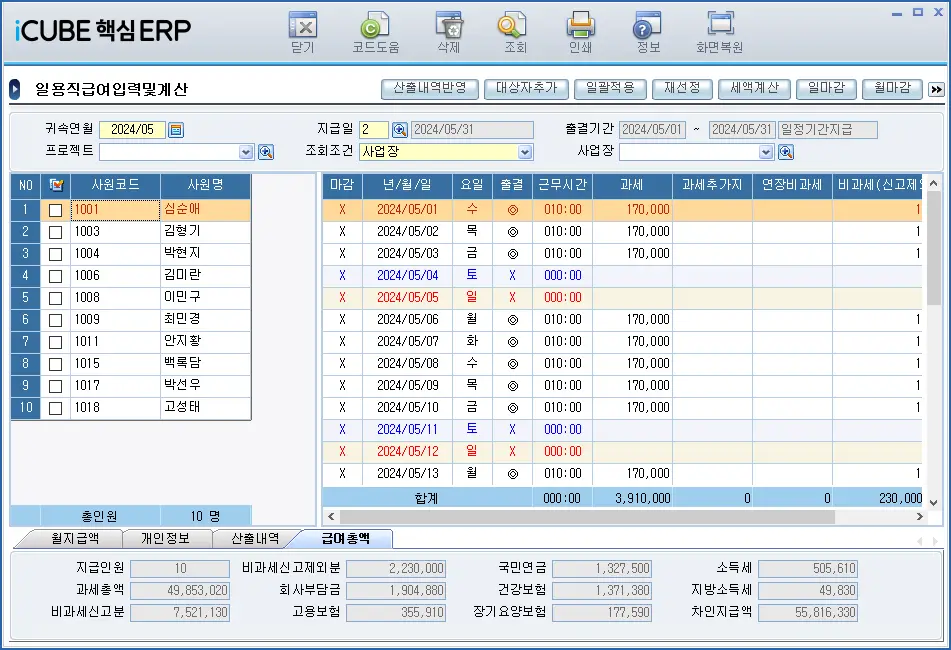 iCUBE 핵심ERP
닫기 코드도움 삭제 조회 인쇄 정보 화면복원
일용직급여입력및계산 산출내역반영 대상자추가 일괄적용 재선정 세액계산 일마감 월마감
귀속연월 2024/05 지급일 2 2024/05/31 출결기간 2024/05/01 ~ 2024/05/31 일정기간지급
프로젝트 조회조건 사업장 사업장
NO 사원코드 사원명 마감 년/월/일 요일 출결 근무시간 과세 과세추가지 연장비과세 비과세(신고제외
1 1001 심순애 X 2024/05/01 수 ◎ 010:00 170,000 1
2 1003 김형기 X 2024/05/02 목 ◎ 010:00 170,000 1
3 1004 박현지 X 2024/05/03 금 ◎ 010:00 170,000 1
4 1006 김미란 X 2024/05/04 토 X 000:00
5 1008 이민구 X 2024/05/05 일 X 000:00
6 1009 최민경 X 2024/05/06 월 ◎ 010:00 170,000 1
7 1011 안지황 X 2024/05/07 화 ◎ 010:00 170,000 1
8 1015 백록담 X 2024/05/08 수 ◎ 010:00 170,000 1
9 1017 박선우 X 2024/05/09 목 ◎ 010:00 170,000 1
10 1018 고성태 X 2024/05/10 금 ◎ 010:00 170,000 1
X 2024/05/11 토 X 000:00
X 2024/05/12 일 X 000:00
X 2024/05/13 월 ◎ 010:00 170,000 1
합계 000:00 3,910,000 0 0 230,000
총인원 10 명
월지급액 개인정보 산출내역 급여총액
지급인원 10 비과세신고제외분 2,230,000 국민연금 1,327,500 소득세 505,610
과세총액 49,853,020 회사부담금 1,904,880 건강보험 1,371,380 지방소득세 49,830
비과세신고분 7,521,130 고용보험 355,910 장기요양보험 177,590 차인지급액 55,816,330